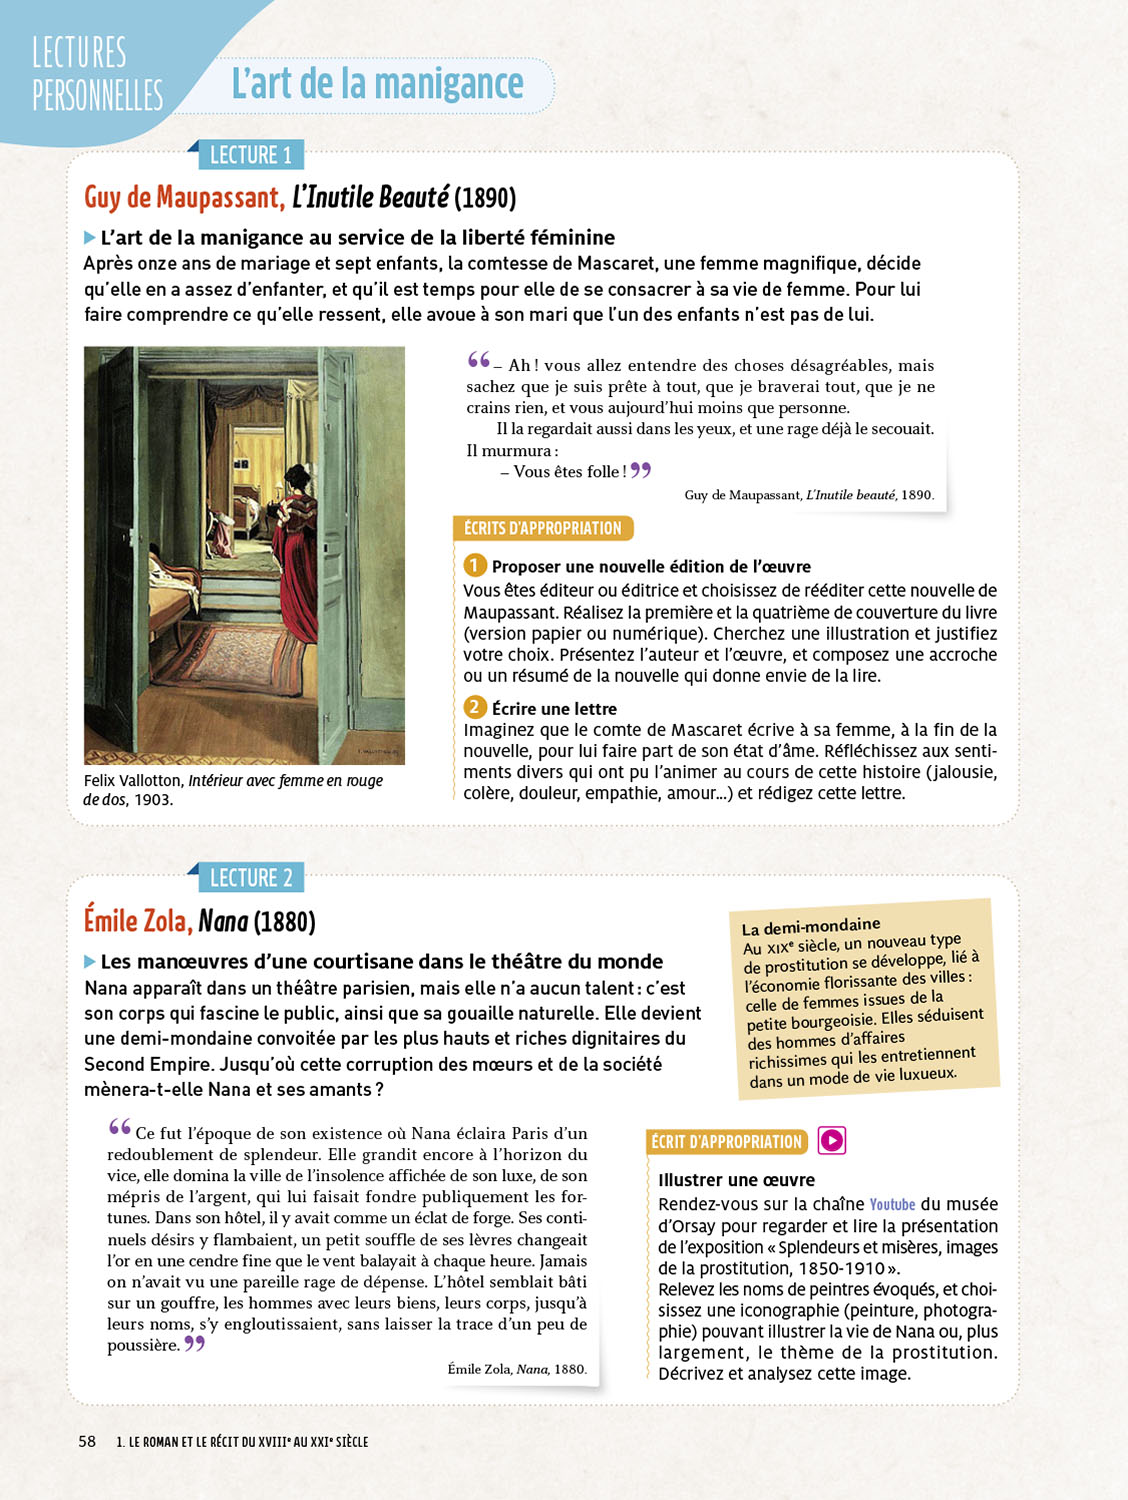 LECTURES
PERSONNELLES
L'art de la manigance
LECTURE 1
Guy de Maupassant, L'Inutile Beauté (1890)
L'art de la manigance au service de la liberté féminine
Après onze ans de mariage et sept enfants, la comtesse de Mascaret, une femme magnifique, décide
qu'elle en a assez d'enfanter, et qu'il est temps pour elle de se consacrer à sa vie de femme. Pour lui
faire comprendre ce qu'elle ressent, elle avoue à son mari que l'un des enfants n'est pas de lui.
“ – Ah ! vous allez entendre des choses désagréables, mais
sachez que je suis prête à tout, que je braverai tout, que je ne
crains rien, et vous aujourd'hui moins que personne.
Il la regardait aussi dans les yeux, et une rage déjà le secouait.
Il murmura :
– Vous êtes folle ! ”
Guy de Maupassant, L'Inutile beauté, 1890.
F. VALLOTTON
Felix Vallotton, Intérieur avec femme en rouge
de dos, 1903.
ÉCRITS D'APPROPRIATION
1 Proposer une nouvelle édition de l'œuvre
Vous êtes éditeur ou éditrice et choisissez de rééditer cette nouvelle de
Maupassant. Réalisez la première et la quatrième de couverture du livre
(version papier ou numérique). Cherchez une illustration et justifiez
votre choix. Présentez l'auteur et l'œuvre, et composez une accroche
ou un résumé de la nouvelle qui donne envie de la lire.
2 Écrire une lettre
Imaginez que le comte de Mascaret écrive à sa femme, à la fin de la
nouvelle, pour lui faire part de son état d'âme. Réfléchissez aux senti-
ments divers qui ont pu l'animer au cours de cette histoire (jalousie,
colère, douleur, empathie, amour...) et rédigez cette lettre.
LECTURE 2
Émile Zola, Nana (1880)
Les manœuvres d'une courtisane dans le théâtre du monde
Nana apparaît dans un théâtre parisien, mais elle n'a aucun talent : c'est
son corps qui fascine le public, ainsi que sa gouaille naturelle. Elle devient
une demi-mondaine convoitée par les plus hauts et riches dignitaires du
Second Empire. Jusqu'où cette corruption des mœurs et de la société
mènera-t-elle Nana et ses amants ?
La demi-mondaine
Au XIXe siècle, un nouveau type
de prostitution se développe, lié à
l'économie florissante des villes :
celle de femmes issues de la
petite bourgeoisie. Elles séduisent
des hommes d'affaires
richissimes qui les entretiennent
dans un mode de vie luxueux.
“ Ce fut l'époque de son existence où Nana éclaira Paris d'un
redoublement de splendeur. Elle grandit encore à l'horizon du
vice, elle domina la ville de l'insolence affichée de son luxe, de son
mépris de l'argent, qui lui faisait fondre publiquement les for-
tunes. Dans son hôtel, il y avait comme un éclat de forge. Ses conti-
nuels désirs y flambaient, un petit souffle de ses lèvres changeait
l'or en une cendre fine que le vent balayait à chaque heure. Jamais
on n'avait vu une pareille rage de dépense. L'hôtel semblait bâti
sur un gouffre, les hommes avec leurs biens, leurs corps, jusqu'à
leurs noms, s'y engloutissaient, sans laisser la trace d'un peu de
poussière. ”
Émile Zola, Nana, 1880.
ÉCRIT D'APPROPRIATION
Illustrer une œuvre
Rendez-vous sur la chaîne Youtube du musée
d'Orsay pour regarder et lire la présentation
de l'exposition « Splendeurs et misères, images
de la prostitution, 1850-1910 ».
Relevez les noms de peintres évoqués, et choi-
sissez une iconographie (peinture, photogra-
phie) pouvant illustrer la vie de Nana ou, plus
largement, le thème de la prostitution.
Décrivez et analysez cette image.
58 1. LE ROMAN ET LE RÉCIT DU XVIIIe AU XXIe SIÈCLE